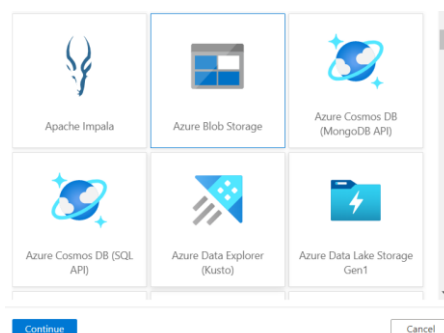 Apache Impala
Azure Blob Storage
Azure Cosmos DB
(MongoDB API)
Azure Cosmos DB (SQL
API)
Azure Data Explorer
(Kusto)
Azure Data Lake Storage
Gen1
Continue
Cancel